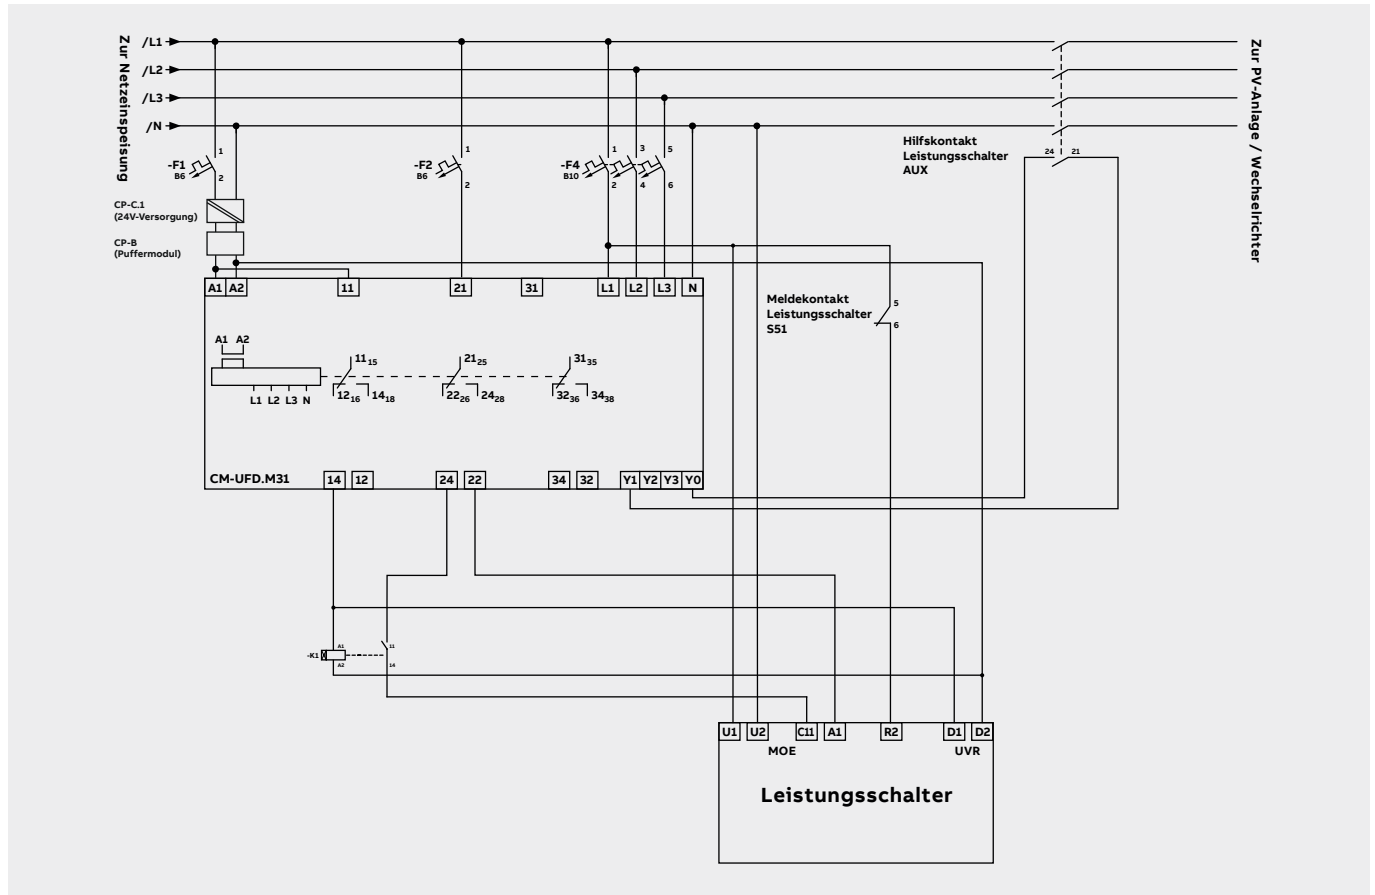 Zur Netzeinspeisung
/L1
/L2
/L3
/N
Zur PV-Anlage / Wechselrichter
Hilfskontakt
Leistungsschalter
AUX
24 21
-F1
B6
1
2
-F2
B6
1
2
-F4
B10
1 3 5
2 4 6
CP-C.1
(24V-Versorgung)
CP-B
(Puffermodul)
A1 A2 11 21 31 L1 L2 L3 N
Meldekontakt
Leistungsschalter
S51
5
6
A1 A2
11 15 21 25 31 35
12 16 14 18 22 26 24 28 32 36 34 38
L1 L2 L3 N
CM-UFD.M31
14 12 24 22 34 32 Y1 Y2 Y3 Y0
-K1
A1
A2
11
14
U1 U2 C11 A1 R2 D1 D2
MOE UVR
Leistungsschalter